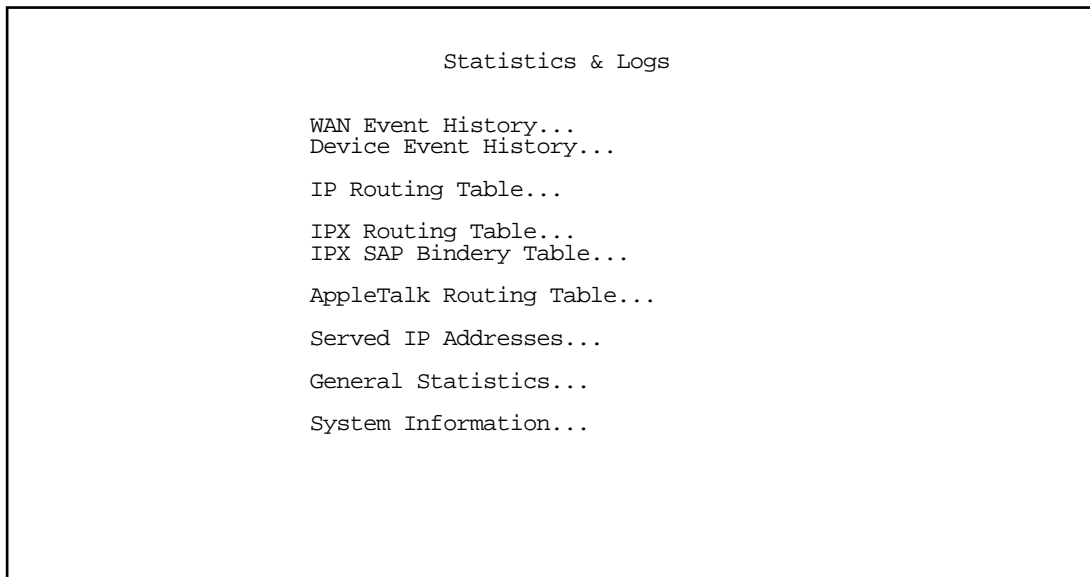 Statistics & Logs
WAN Event History...
Device Event History...
IP Routing Table...
IPX Routing Table...
IPX SAP Bindery Table...
AppleTalk Routing Table...
Served IP Addresses...
General Statistics...
System Information...